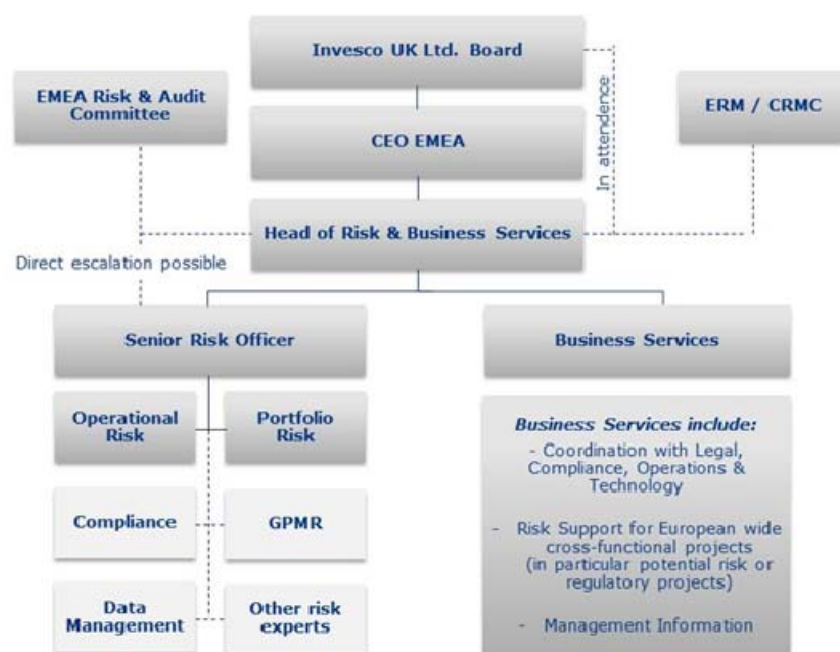 Invesco UK Ltd. Board
EMEA Risk & Audit
Committee
ERM / CRMC
In attendence
CEO EMEA
Head of Risk & Business Services
Direct escalation possible
Senior Risk Officer
Business Services
Operational
Risk
Portfolio
Risk
Compliance
GPMR
Data
Management
Other risk
experts
Business Services include:
- Coordination with Legal,
Compliance, Operations &
Technology
- Risk Support for European wide
cross-functional projects
(in particular potential risk or
regulatory projects)
- Management Information